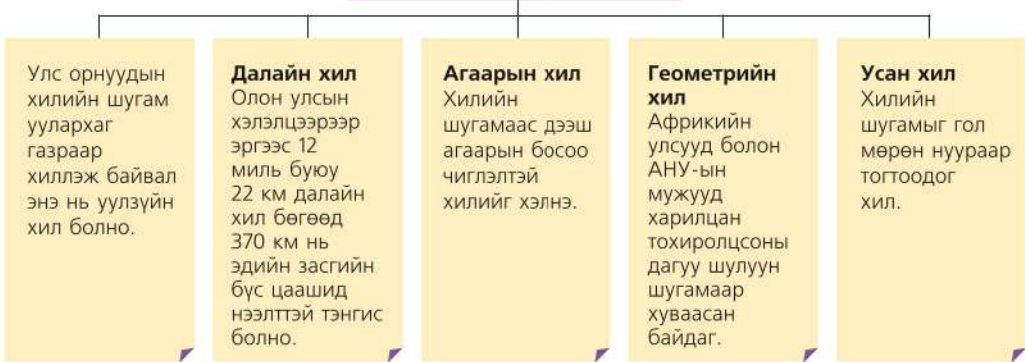 Улс орнуудын
хилийн шугам
уулархаг
газраар
хиллэж байвал
энэ нь уулзүйн
хил болно.
Далайн хил
Олон улсын
хэлэлцээрээр
эргээс 12
миль буюу
22 км далайн
хил бөгөөд
370 км нь
эдийн засгийн
бүс цаашид
нээлттэй тэнгис
болно.
Агаарын хил
Хилийн
шугамаас дээш
агаарын босоо
чиглэлтэй
хилийг хэлнэ.
Геометрийн
хил
Африкийн
улсууд болон
АНУ-ын
мужууд
харилцан
тохиролцсоны
дагуу шулуун
шугамаар
хуваасан
байдаг.
Усан хил
Хилийн
шугамыг гол
мөрөн нуураар
тогтоодог
хил.